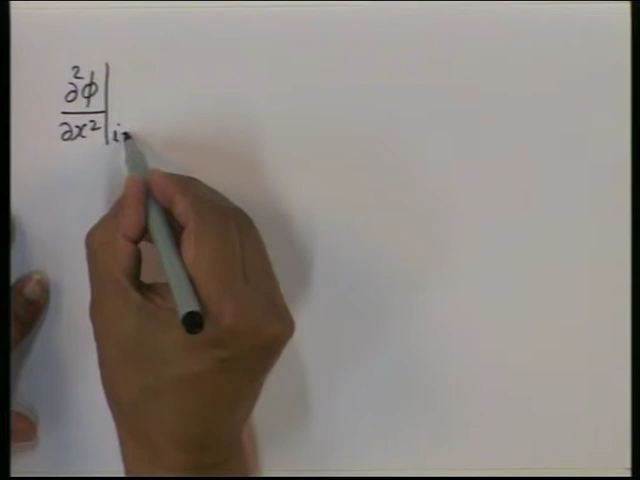 ∂²ϕ
∂x² | i,